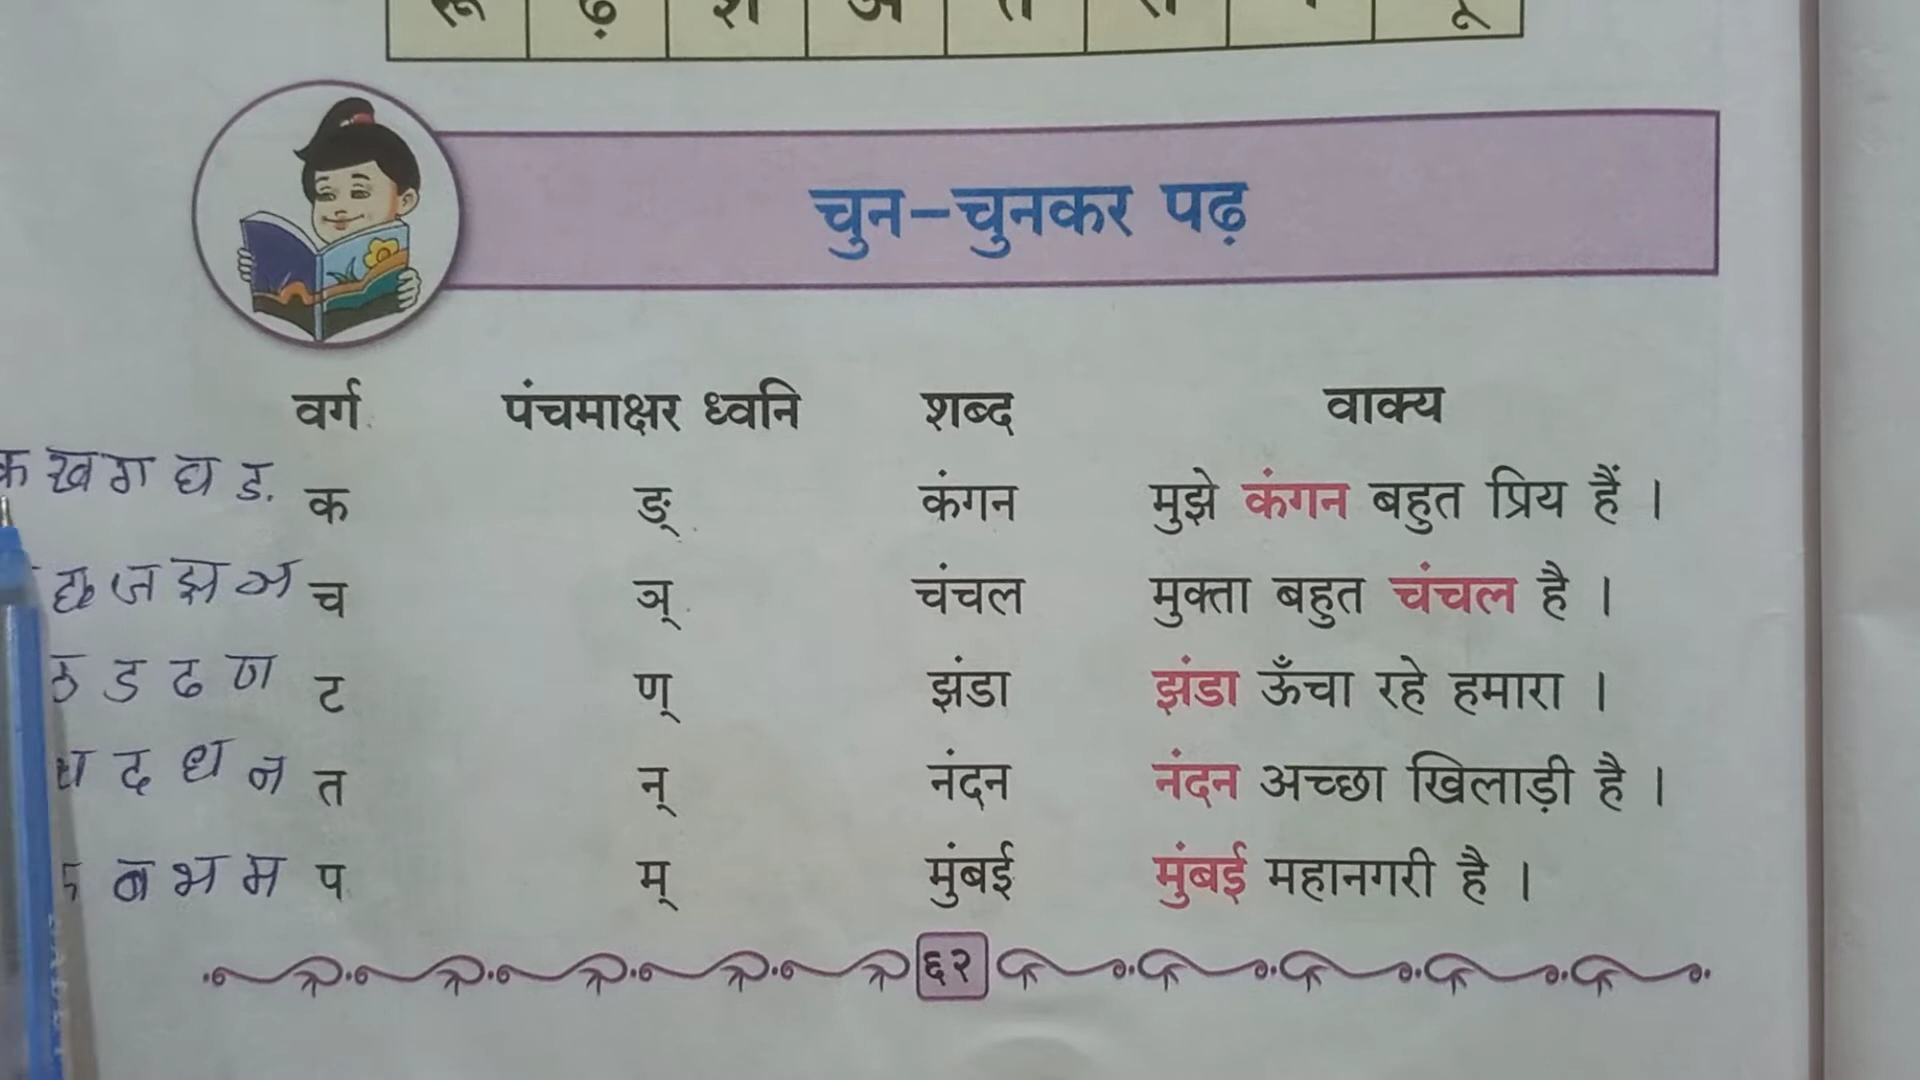 रू ढ़ श
चुन-चुनकर पढ़
वर्ग पंचमाक्षर ध्वनि शब्द वाक्य
क ख ग घ ङ क ङ् कंगन मुझे कंगन बहुत प्रिय हैं ।
छ ज झ ञ च ञ् चंचल मुक्ता बहुत चंचल है ।
ठ ड ढ ण ट ण् झंडा झंडा ऊँचा रहे हमारा ।
थ द ध न त न् नंदन नंदन अच्छा खिलाड़ी है ।
ब भ म प म् मुंबई मुंबई महानगरी है ।
६२